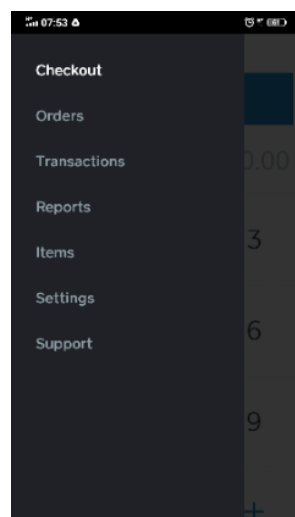 07:53
Checkout
Orders
Transactions
0.00
Reports
3
Items
Settings
6
Support
9
+